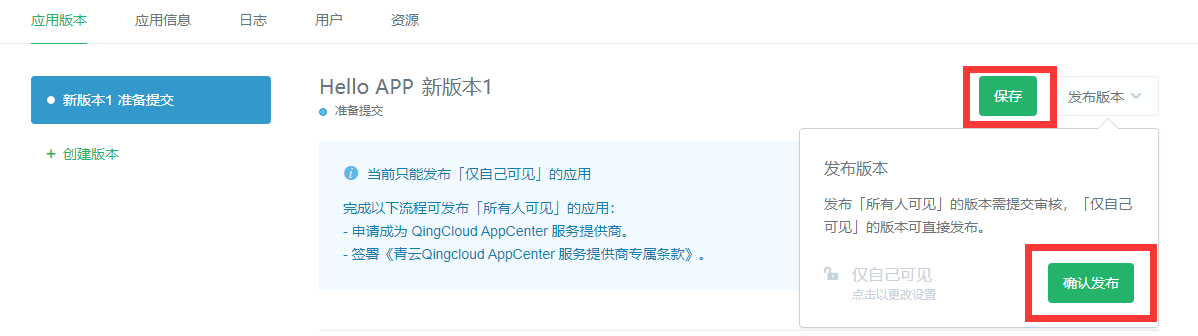 应用版本 应用信息 日志 用户 资源
新版本1 准备提交
+ 创建版本
Hello APP 新版本1
准备提交
保存
发布版本
当前只能发布「仅自己可见」的应用
完成以下流程可发布「所有人可见」的应用：
- 申请成为 QingCloud AppCenter 服务提供商。
- 签署《青云Qingcloud AppCenter 服务提供商专属条款》。
发布版本
发布「所有人可见」的版本需提交审核，「仅自己
可见」的版本可直接发布。
仅自己可见
点击以更改设置
确认发布